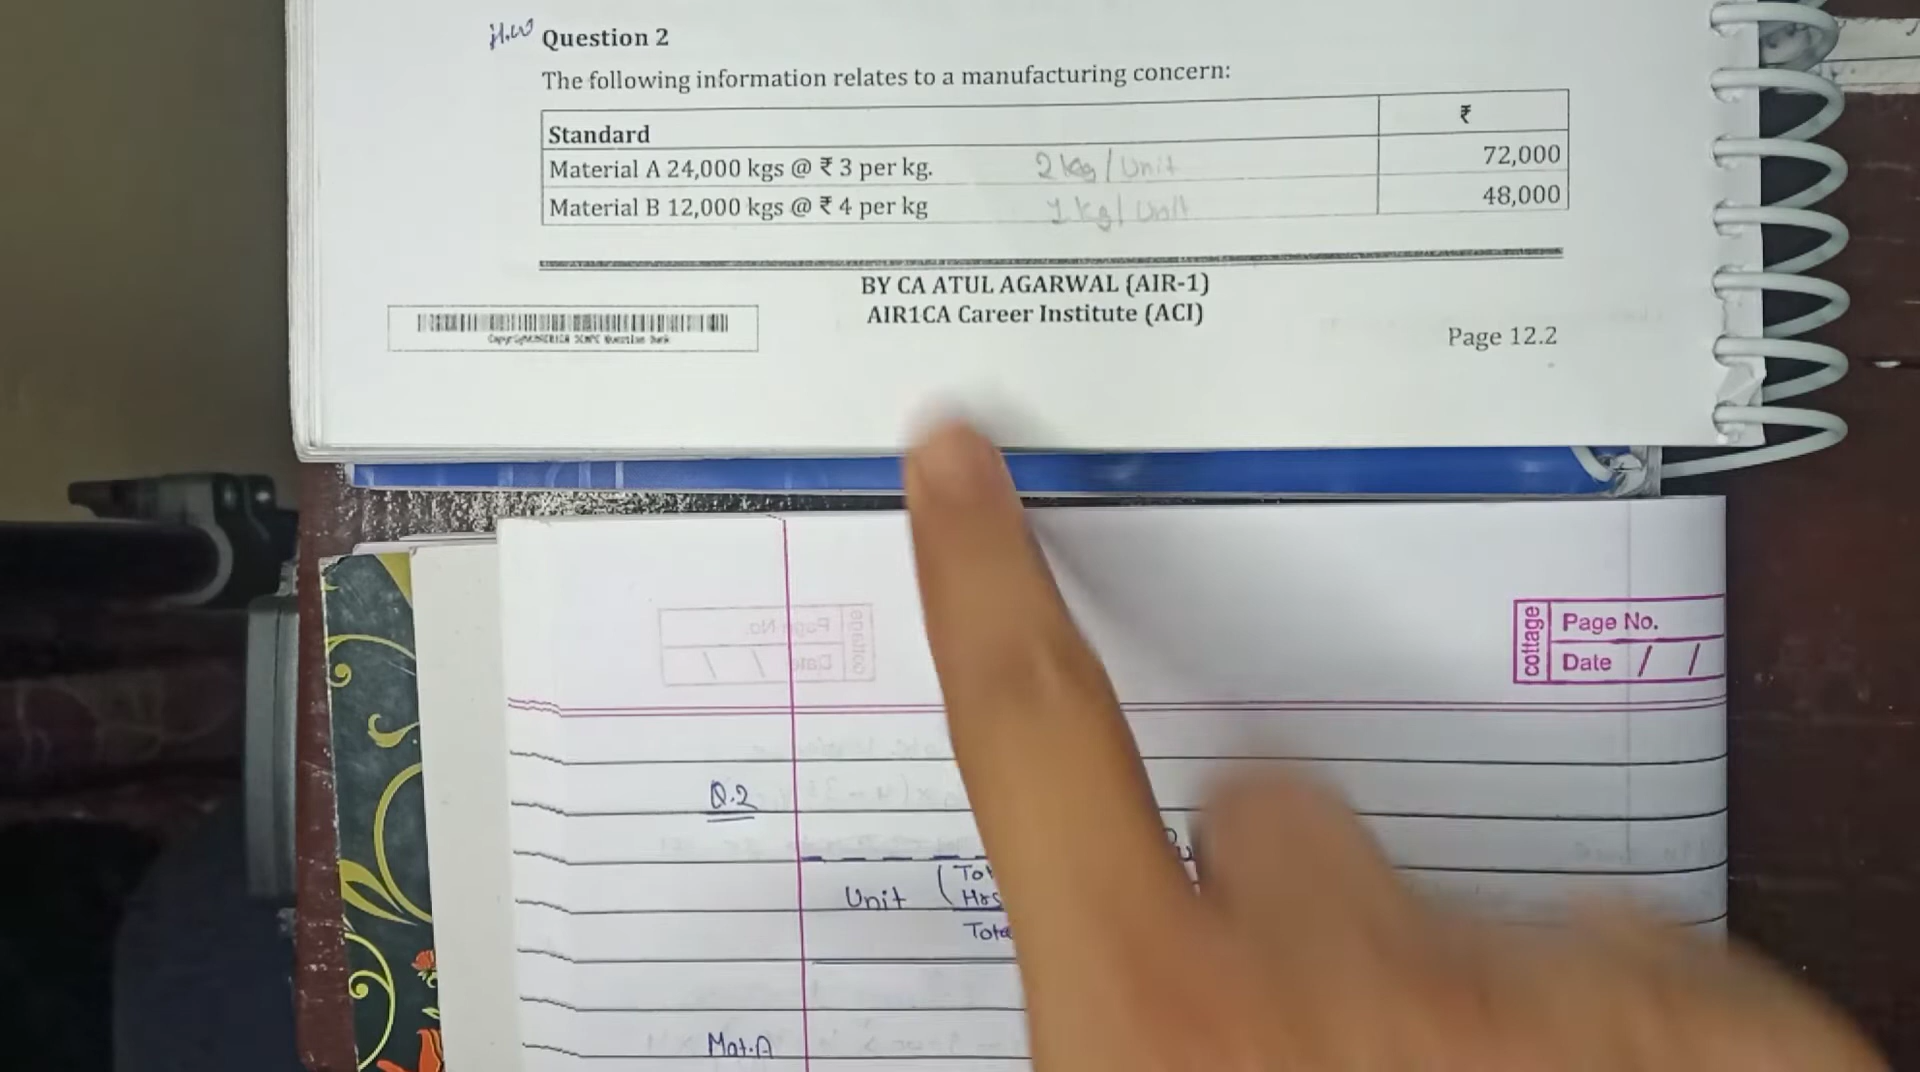 H.W Question 2
The following information relates to a manufacturing concern:
Standard ₹
Material A 24,000 kgs @ ₹ 3 per kg. 2 kg / Unit 72,000
Material B 12,000 kgs @ ₹ 4 per kg 1 kg / Unit 48,000
BY CA ATUL AGARWAL (AIR-1)
AIR1CA Career Institute (ACI)
Page 12.2
cottage
Page No.
Date / /
Q.2
Unit
Hrs
Mat.A